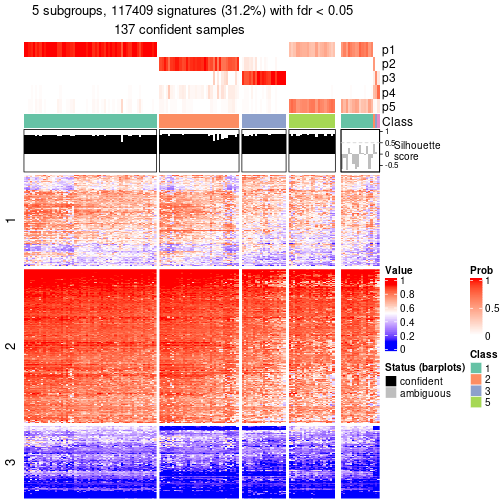 5 subgroups, 117409 signatures (31.2%) with fdr < 0.05
137 confident samples
p1
p2
p3
p4
p5
Class
1
0.5
0
-0.5
Silhouette
score
1
2
3
Value
1
0.8
0.6
0.4
0.2
0
Prob
1
0.5
0
Status (barplots)
confident
ambiguous
Class
1
2
3
5